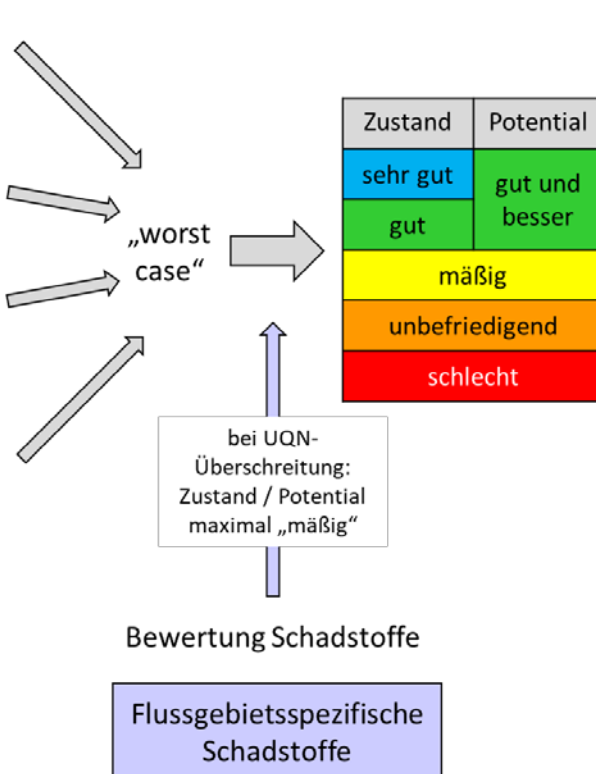 Zustand Potential
sehr gut
gut und
besser
gut
„worst
case“
mäßig
unbefriedigend
schlecht
bei UQN-
Überschreitung:
Zustand / Potential
maximal „mäßig“
Bewertung Schadstoffe
Flussgebietsspezifische
Schadstoffe